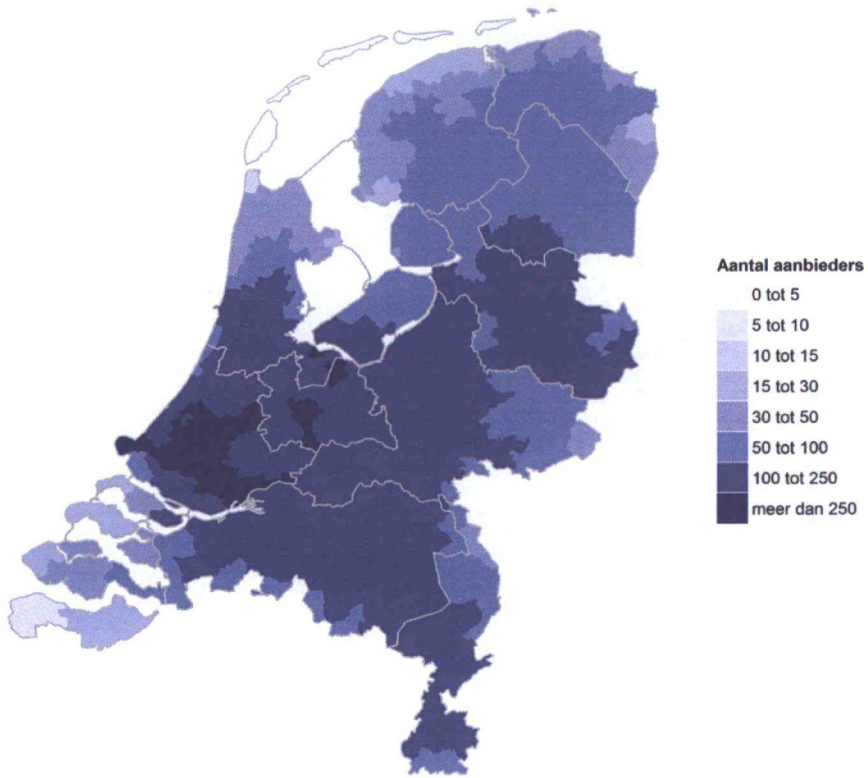 Aantal aanbieders
0 tot 5
5 tot 10
10 tot 15
15 tot 30
30 tot 50
50 tot 100
100 tot 250
meer dan 250